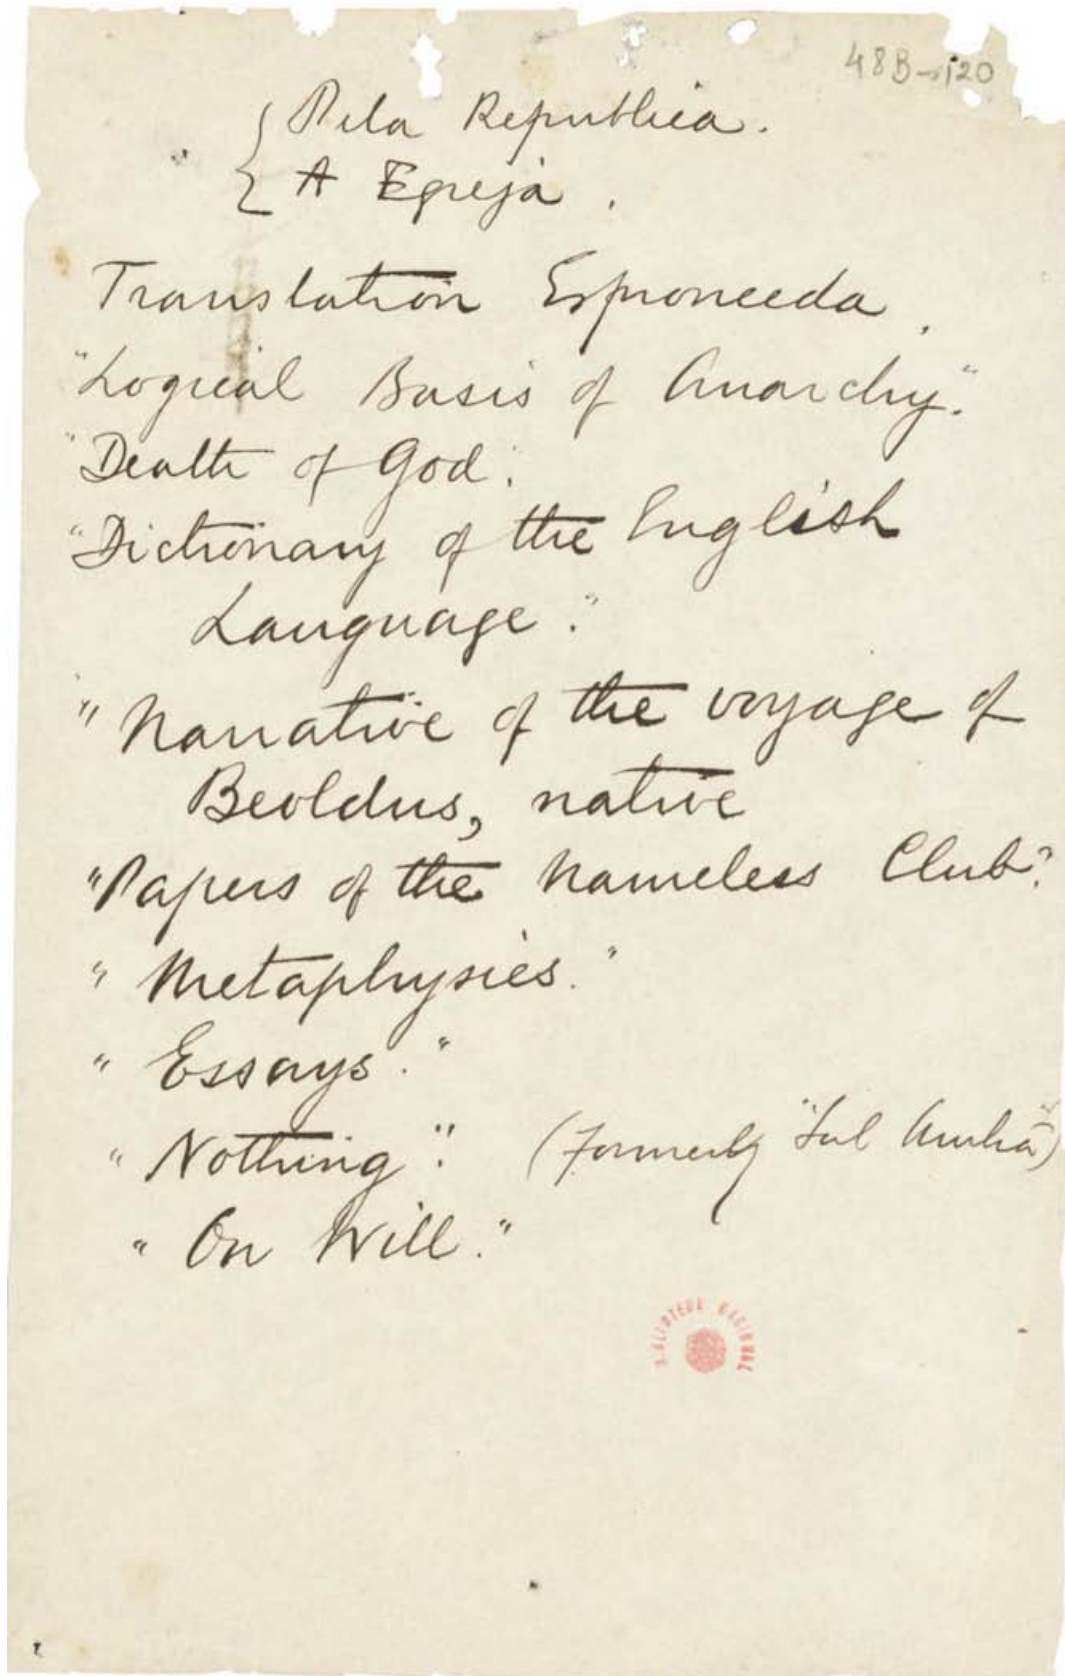 48B-120
Pela Republica.
A Egreja.
Translation Espronceda.
"Logical Basis of Anarchy."
"Death of God".
"Dictionary of the English
Language."
"Narrative of the voyage of
Beoldus, native
"Papers of the Nameless Club."
"Metaphysics."
"Essays."
"Nothing". (formerly "Sul
"On Will."
BIBLIOTECA NACIONAL